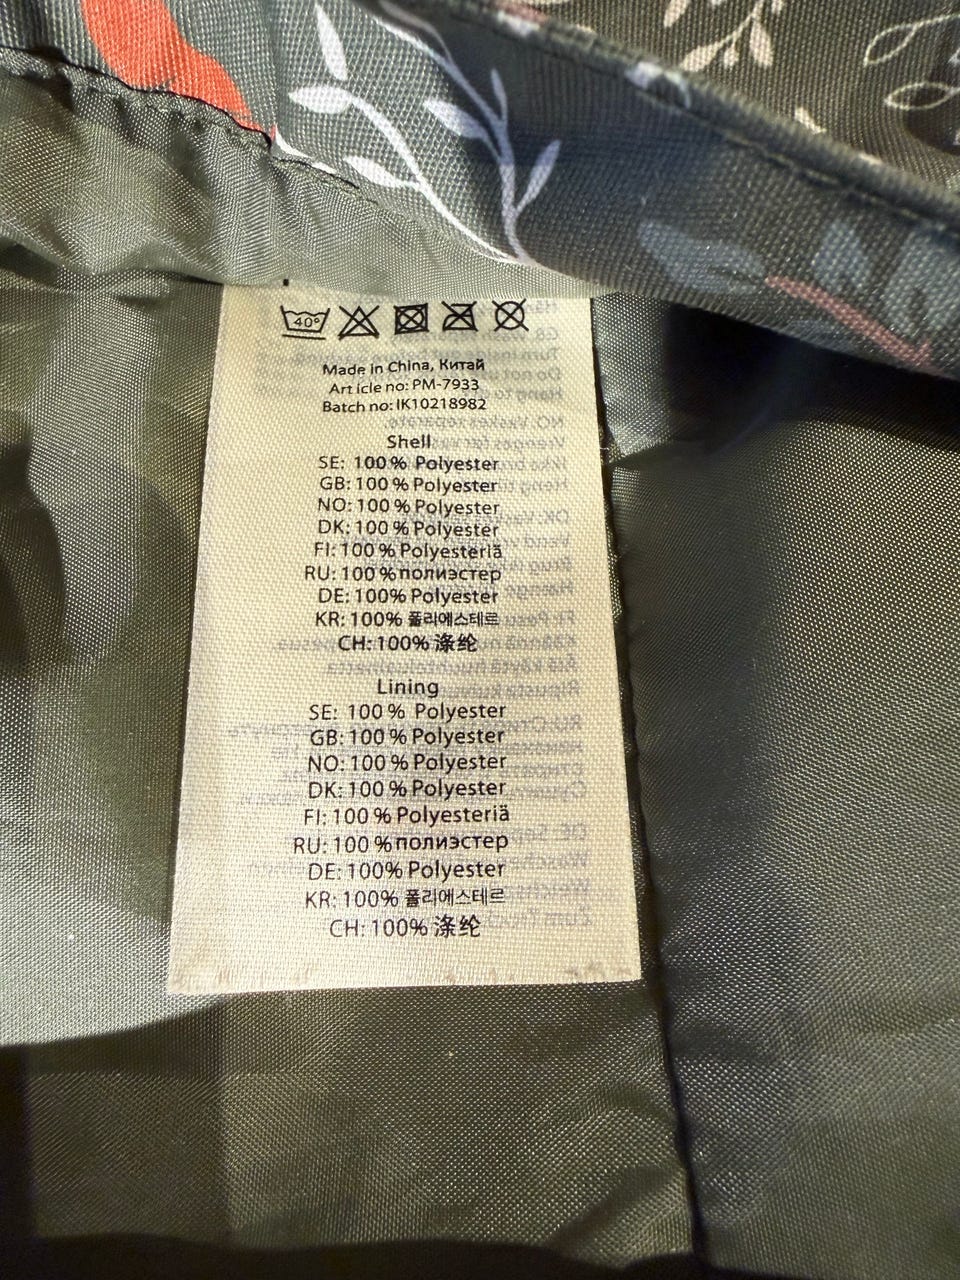 40°
Made in China, Китай
Art icle no: PM-7933
Batch no: IK10218982
Shell
SE: 100 % Polyester
GB: 100 % Polyester
NO: 100 % Polyester
DK: 100 % Polyester
FI: 100 % Polyesteriä
RU: 100 % полиэстер
DE: 100% Polyester
KR: 100% 폴리에스테르
CH: 100% 涤纶
Lining
SE: 100 % Polyester
GB: 100 % Polyester
NO: 100 % Polyester
DK: 100 % Polyester
FI: 100 % Polyesteriä
RU: 100 % полиэстер
DE: 100% Polyester
KR: 100% 폴리에스테르
CH: 100% 涤纶